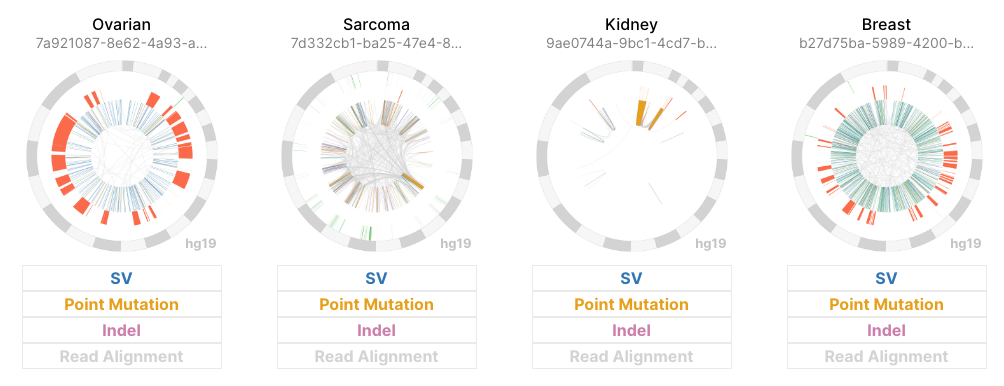 Ovarian
7a921087-8e62-4a93-a...
hg19
SV
Point Mutation
Indel
Read Alignment
Sarcoma
7d332cb1-ba25-47e4-8...
hg19
SV
Point Mutation
Indel
Read Alignment
Kidney
9ae0744a-9bc1-4cd7-b...
hg19
SV
Point Mutation
Indel
Read Alignment
Breast
b27d75ba-5989-4200-b...
hg19
SV
Point Mutation
Indel
Read Alignment